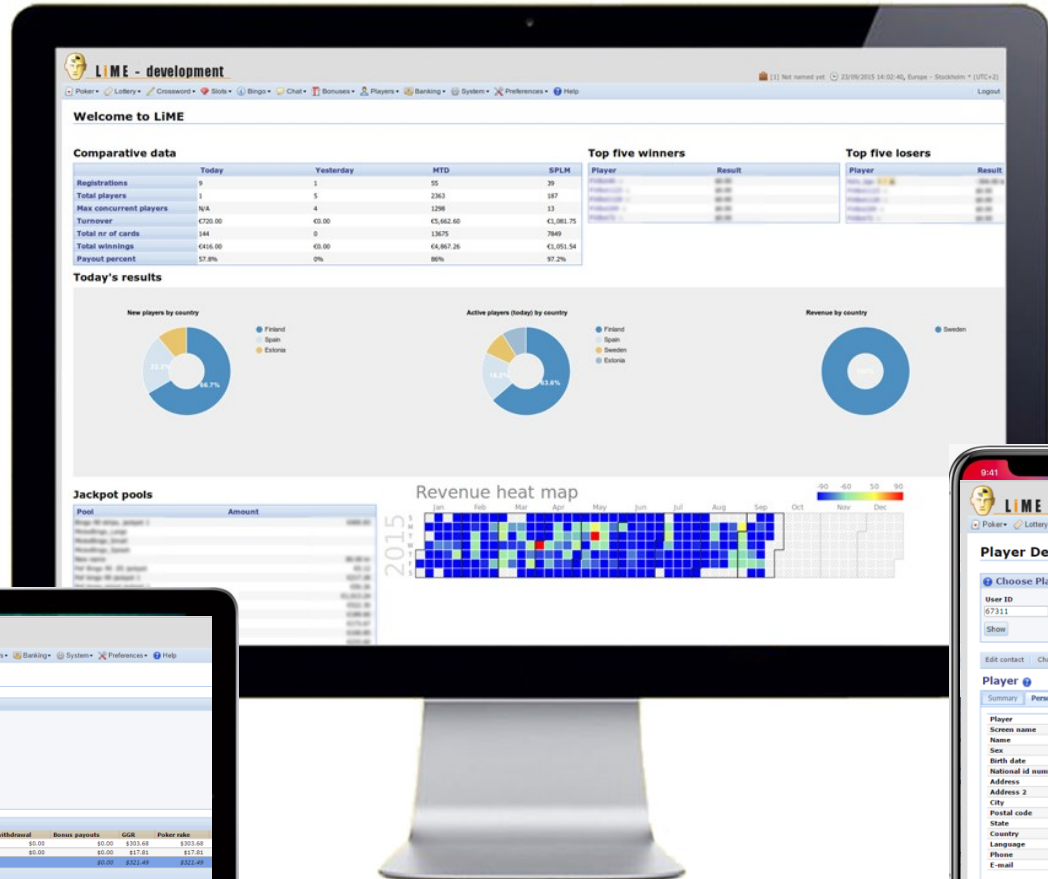 LiME - development
[1] Not named yet 23/09/2015 14:02:40, Europe - Stockholm * (UTC+2)
Poker Lottery Crossword Slots Bingo Chat Bonuses Players Banking System Preferences Help Logout
Welcome to LiME
Comparative data
Today Yesterday MTD SPLM
Registrations 9 1 55 39
Total players 1 5 2363 187
Max concurrent players N/A 4 1298 13
Turnover €720.00 €0.00 €5,662.60 €1,081.75
Total nr of cards 144 0 13675 7849
Total winnings €416.00 €0.00 €4,867.26 €1,051.54
Payout percent 57.8% 0% 86% 97.2%
Top five winners
Player Result
Top five losers
Player Result
Today's results
New players by country
Finland
Spain
Estonia
66.7%
Active players (today) by country
Finland
Spain
Sweden
Estonia
63.6%
Revenue by country
Sweden
Jackpot pools
Pool Amount
Revenue heat map
-90 -60 50 90
Jan Feb Mar Apr May Jun Jul Aug Sep Oct Nov Dec
2015
S
M
T
W
T
F
S
Banking System Preferences Help
withdrawal Bonus payouts GGR Poker rake
$0.00 $0.00 $303.68 $303.68
$0.00 $0.00 $17.81 $17.81
$0.00 $321.49 $321.49
9:41
LiME
Poker Lottery
Player De
Choose Pla
User ID
67311
Show
Edit contact Cha
Player
Summary Perso
Player
Screen name
Name
Sex
Birth date
National id num
Address
Address 2
City
Postal code
State
Country
Language
Phone
E-mail